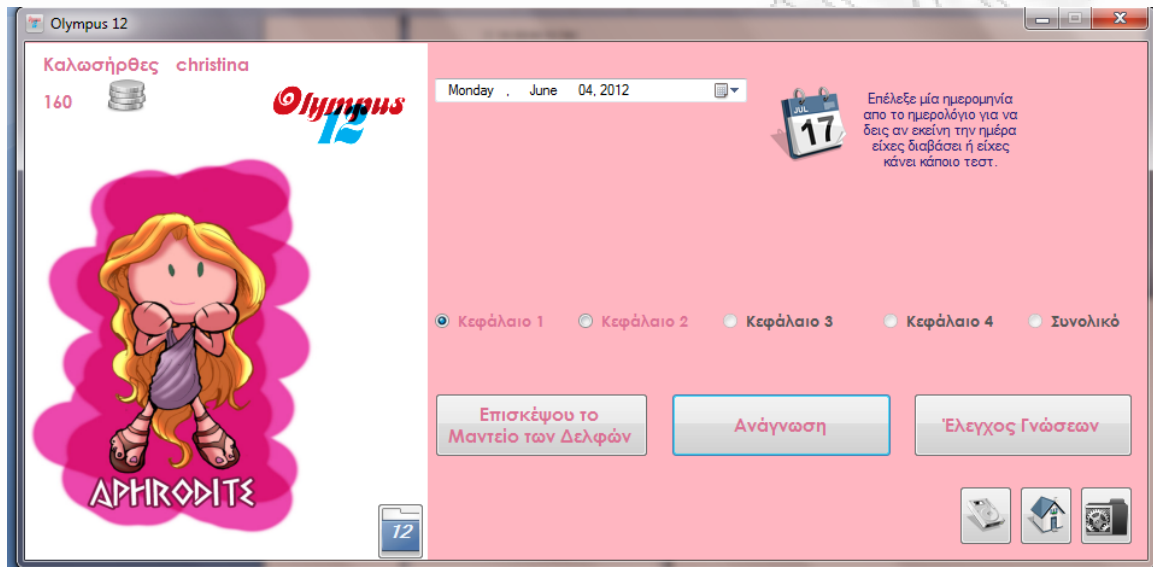 Olympus 12
Καλωσήρθες christina
160
Olympus
12
APHRODITE
12
Monday , June 04, 2012
JUL
17
Επέλεξε μία ημερομηνία
απο το ημερολόγιο για να
δεις αν εκείνη την ημέρα
είχες διαβάσει ή είχες
κάνει κάποιο τεστ.
Κεφάλαιο 1 Κεφάλαιο 2 Κεφάλαιο 3 Κεφάλαιο 4 Συνολικό
Επισκέψου το
Μαντείο των Δελφών
Ανάγνωση
Έλεγχος Γνώσεων